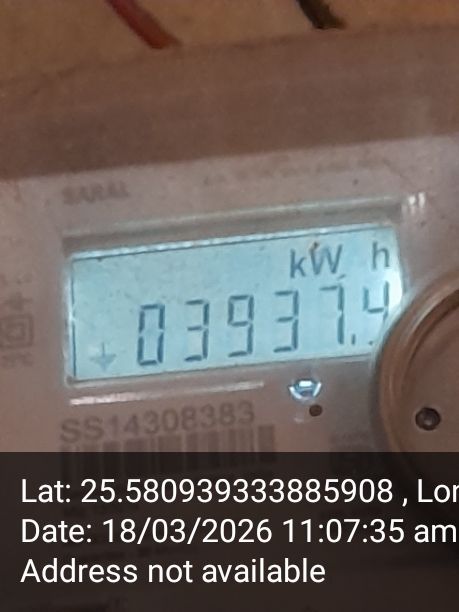 SARAL
kW h
03937.4
SS14308383
Lat: 25.580939333885908 , Lon
Date: 18/03/2026 11:07:35 am
Address not available